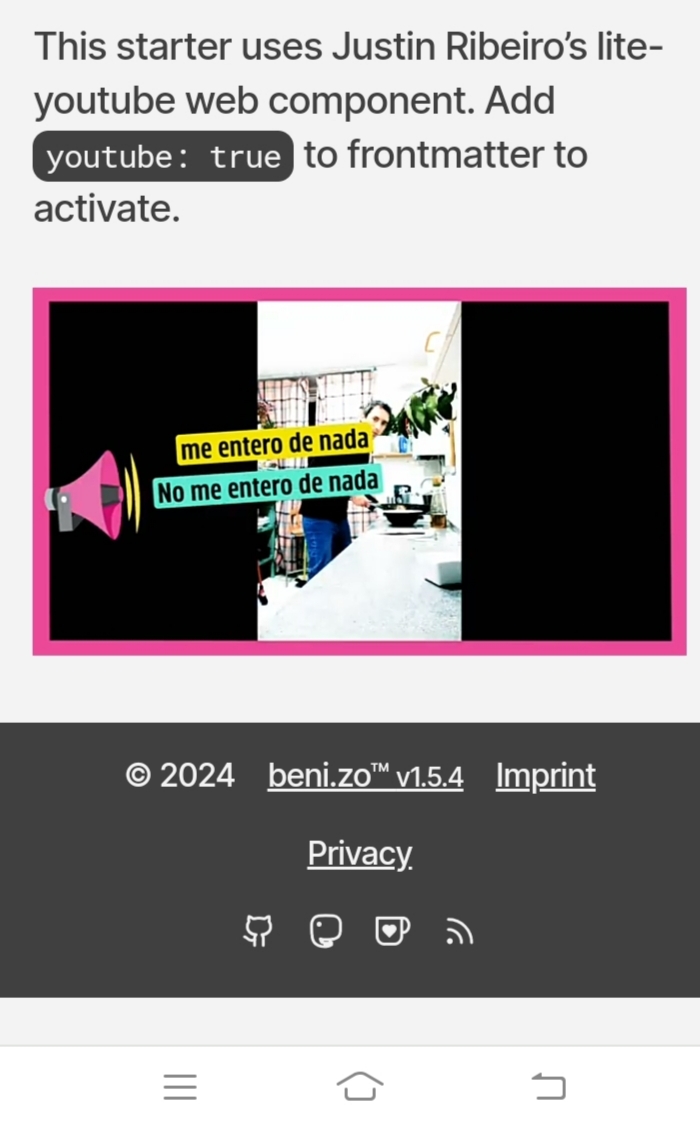 This starter uses Justin Ribeiro’s lite-
youtube web component. Add
youtube: true to frontmatter to
activate.
me entero de nada
No me entero de nada
© 2024 beni.zo™ v1.5.4 Imprint
Privacy